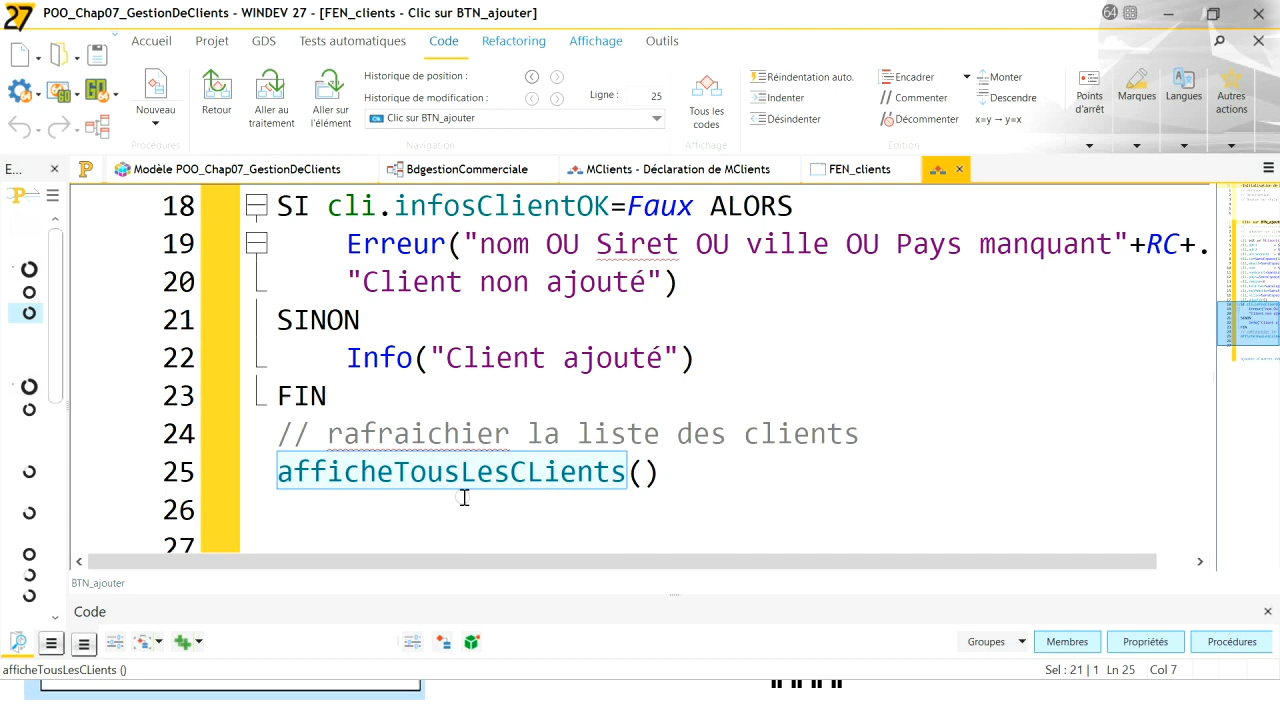 27 POO_Chap07_GestionDeClients - WINDEV 27 - [FEN_clients - Clic sur BTN_ajouter] 64
Accueil Projet GDS Tests automatiques Code Refactoring Affichage Outils
Nouveau Retour Aller au traitement Aller sur l'élément
Historique de position :
Historique de modification : Ligne : 25
Clic sur BTN_ajouter
Tous les codes
Réindentation auto. Encadrer Monter
Indenter // Commenter Descendre
Désindenter Décommenter x=y → y=x
Points d'arrêt Marques Langues Autres actions
Procédures Navigation Affichage Edition
E... Modèle POO_Chap07_GestionDeClients BdgestionCommerciale MClients - Déclaration de MClients FEN_clients
18 SI cli.infosClientOK=Faux ALORS
19 Erreur("nom OU Siret OU ville OU Pays manquant"+RC+.
20 "Client non ajouté")
21 SINON
22 Info("Client ajouté")
23 FIN
24 // rafraichier la liste des clients
25 afficheTousLesCLients()
26
27
BTN_ajouter
Code
Groupes Membres Propriétés Procédures
afficheTousLesCLients () Sel : 21 | 1 Ln 25 Col 7